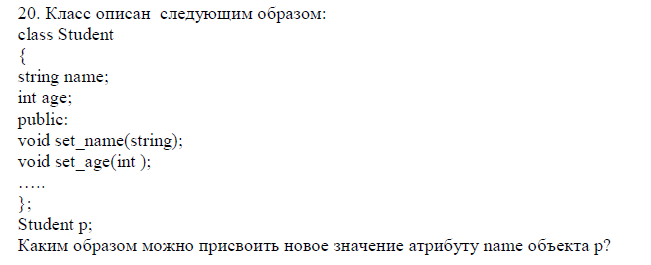 20. Класс описан  следующим образом:
class Student
{
string name;
int age;
public:
void set_name(string);
void set_age(int );
…..
};
Student p;
Каким образом можно присвоить новое значение атрибуту name объекта p?